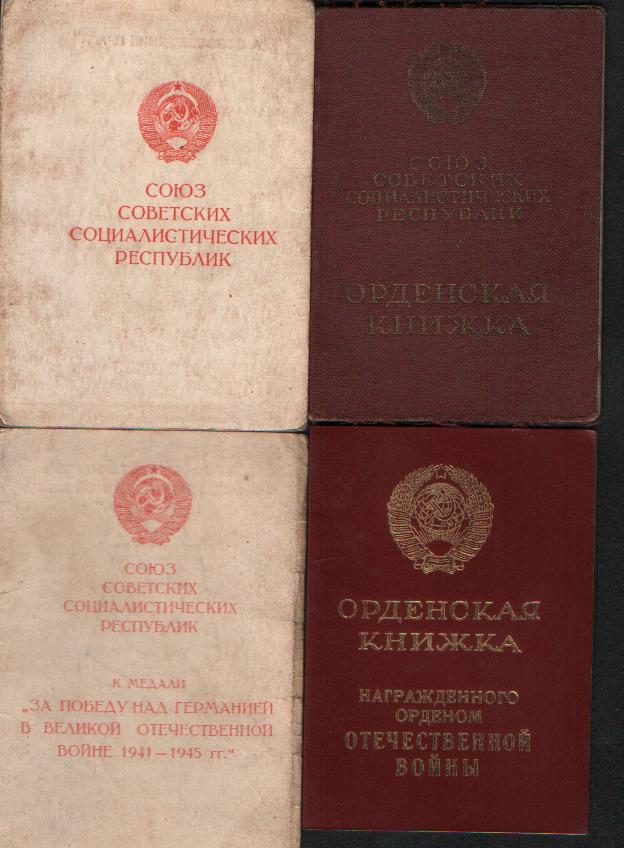 СОЮЗ
СОВЕТСКИХ
СОЦИАЛИСТИЧЕСКИХ
РЕСПУБЛИК
СОЮЗ
СОВЕТСКИХ
СОЦИАЛИСТИЧЕСКИХ
РЕСПУБЛИК
ОРДЕНСКАЯ
КНИЖКА
СОЮЗ
СОВЕТСКИХ
СОЦИАЛИСТИЧЕСКИХ
РЕСПУБЛИК
К МЕДАЛИ
„ЗА ПОБЕДУ НАД ГЕРМАНИЕЙ
В ВЕЛИКОЙ ОТЕЧЕСТВЕННОЙ
ВОЙНЕ 1941—1945 гг.“
ОРДЕНСКАЯ
КНИЖКА
НАГРАЖДЕННОГО
ОРДЕНОМ
ОТЕЧЕСТВЕННОЙ
ВОЙНЫ